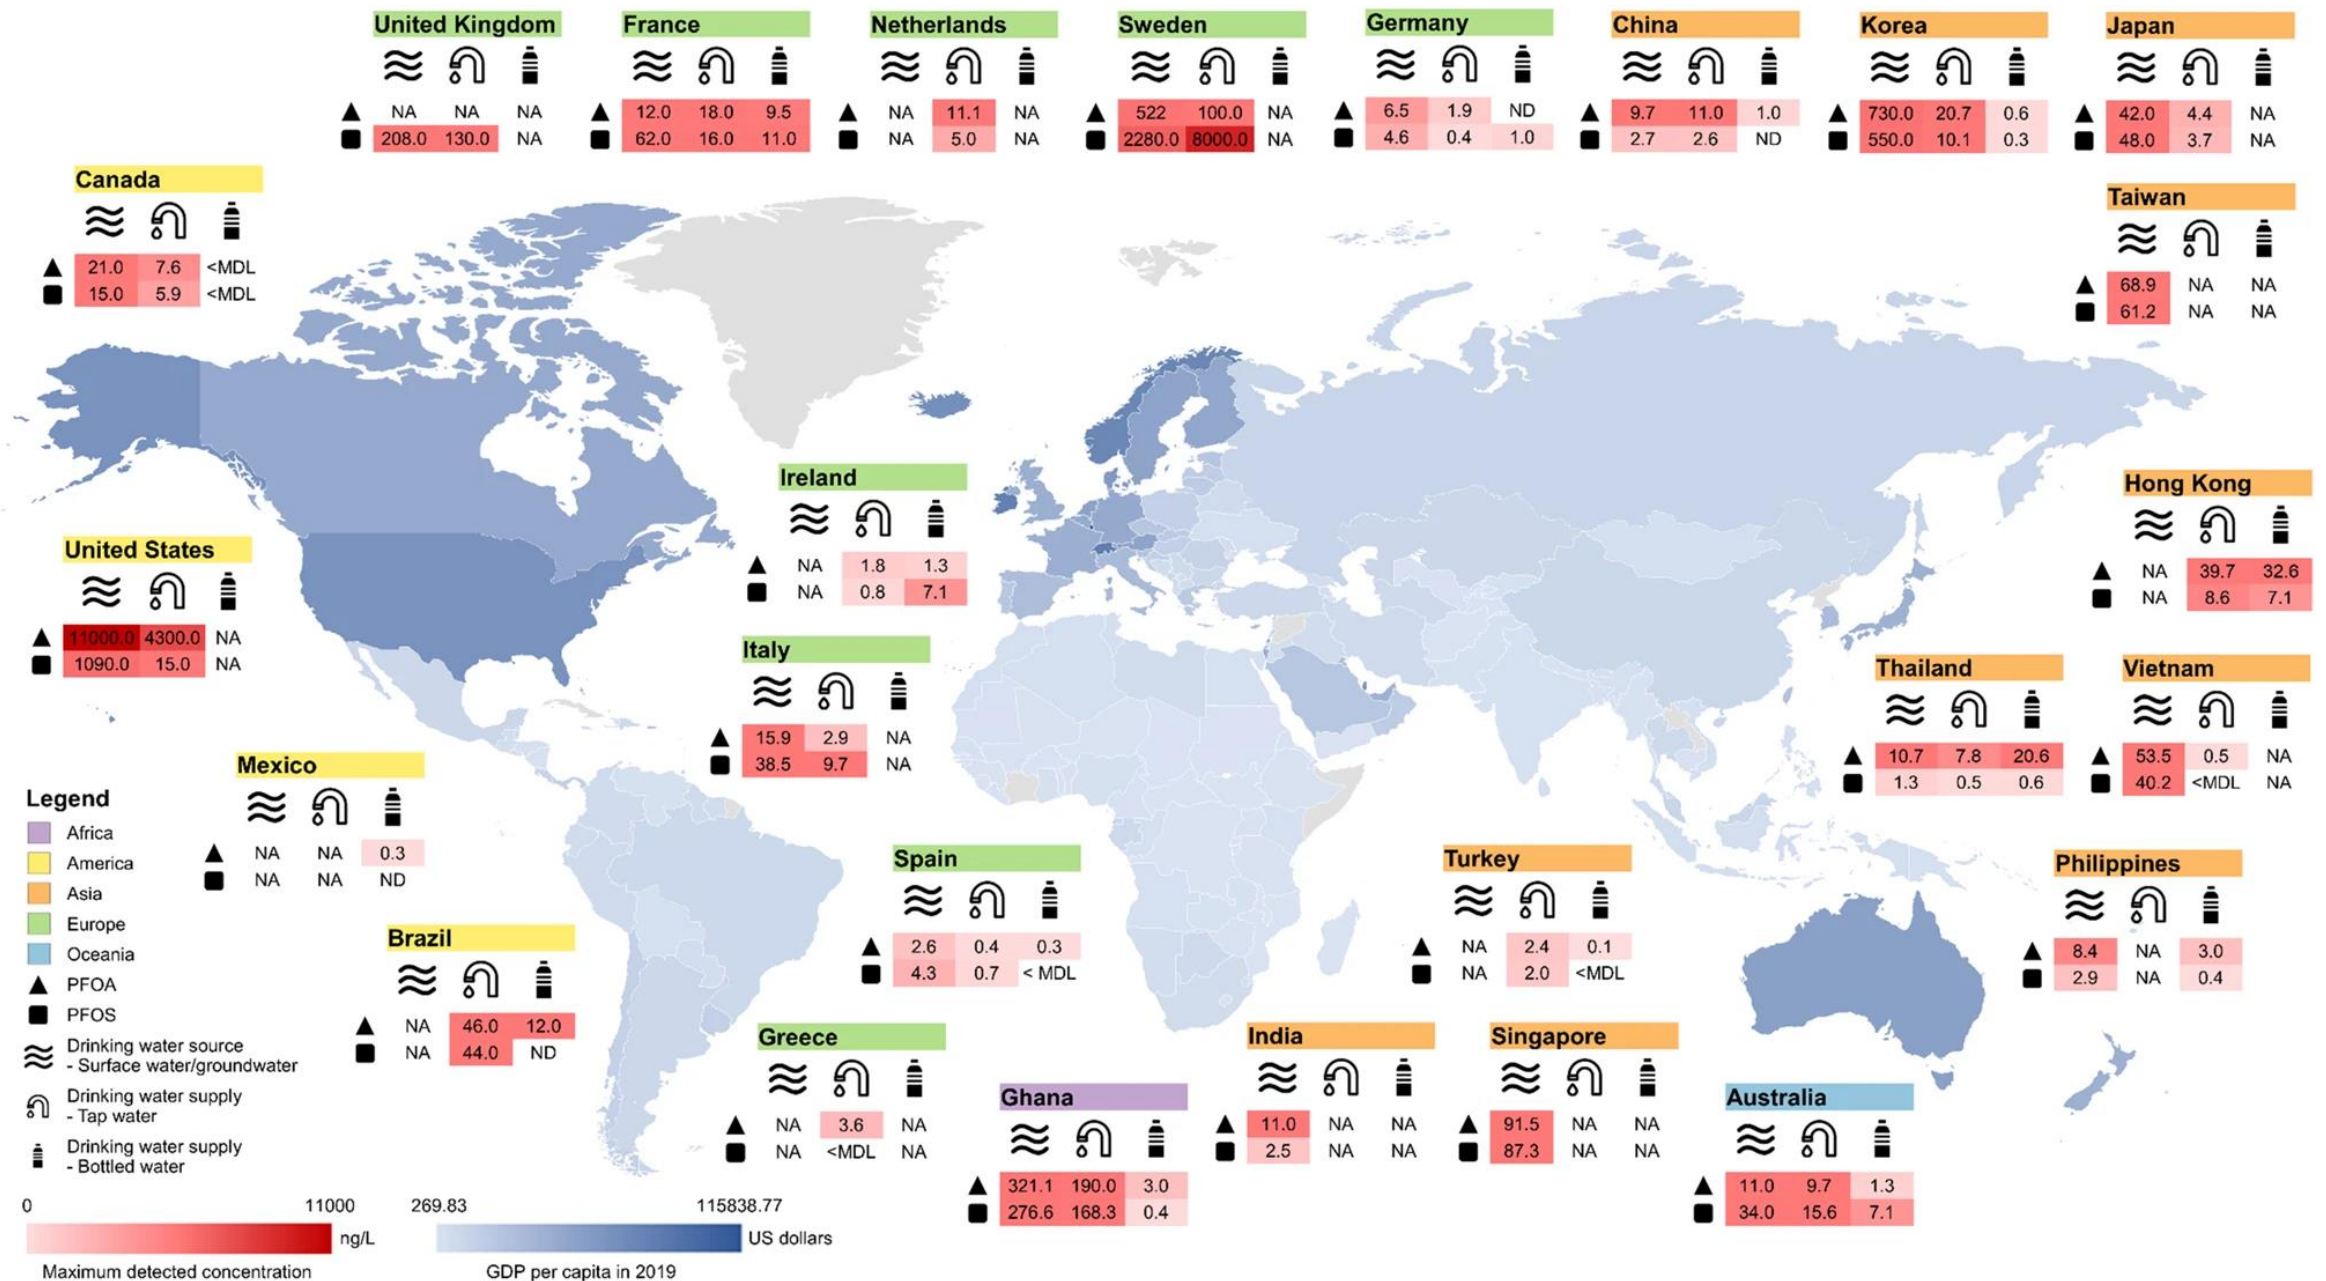 United Kingdom
NA NA NA
208.0 130.0 NA
France
12.0 18.0 9.5
62.0 16.0 11.0
Netherlands
NA 11.1 NA
NA 5.0 NA
Sweden
522 100.0 NA
2280.0 8000.0 NA
Germany
6.5 1.9 ND
4.6 0.4 1.0
China
9.7 11.0 1.0
2.7 2.6 ND
Korea
730.0 20.7 0.6
550.0 10.1 0.3
Japan
42.0 4.4 NA
48.0 3.7 NA
Canada
21.0 7.6 <MDL
15.0 5.9 <MDL
Taiwan
68.9 NA NA
61.2 NA NA
Ireland
NA 1.8 1.3
NA 0.8 7.1
Hong Kong
NA 39.7 32.6
NA 8.6 7.1
United States
11000.0 4300.0 NA
1090.0 15.0 NA
Italy
15.9 2.9 NA
38.5 9.7 NA
Thailand
10.7 7.8 20.6
1.3 0.5 0.6
Vietnam
53.5 0.5 NA
40.2 <MDL NA
Mexico
NA NA 0.3
NA NA ND
Spain
2.6 0.4 0.3
4.3 0.7 < MDL
Turkey
NA 2.4 0.1
NA 2.0 <MDL
Philippines
8.4 NA 3.0
2.9 NA 0.4
Brazil
NA 46.0 12.0
NA 44.0 ND
Greece
NA 3.6 NA
NA <MDL NA
Ghana
321.1 190.0 3.0
276.6 168.3 0.4
India
11.0 NA NA
2.5 NA NA
Singapore
91.5 NA NA
87.3 NA NA
Australia
11.0 9.7 1.3
34.0 15.6 7.1
Legend
Africa
America
Asia
Europe
Oceania
PFOA
PFOS
Drinking water source
- Surface water/groundwater
Drinking water supply
- Tap water
Drinking water supply
- Bottled water
0 11000
ng/L
Maximum detected concentration
269.83 115838.77
US dollars
GDP per capita in 2019